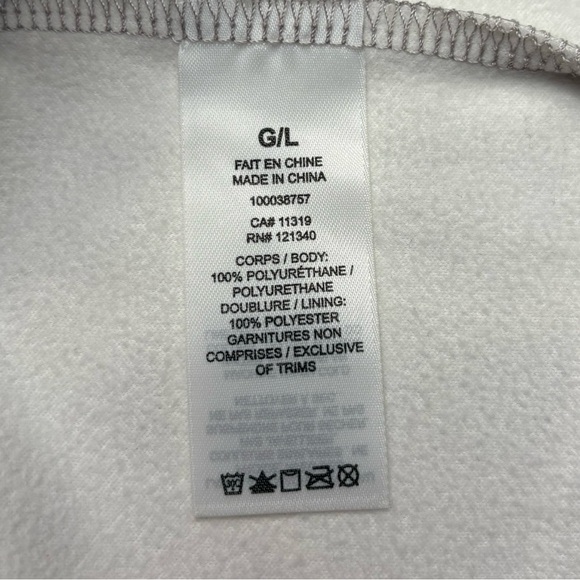 G/L
FAIT EN CHINE
MADE IN CHINA
100038757
CA# 11319
RN# 121340
CORPS / BODY:
100% POLYURÉTHANE /
POLYURETHANE
DOUBLURE / LINING:
100% POLYESTER
GARNITURES NON
COMPRISES / EXCLUSIVE
OF TRIMS
30C